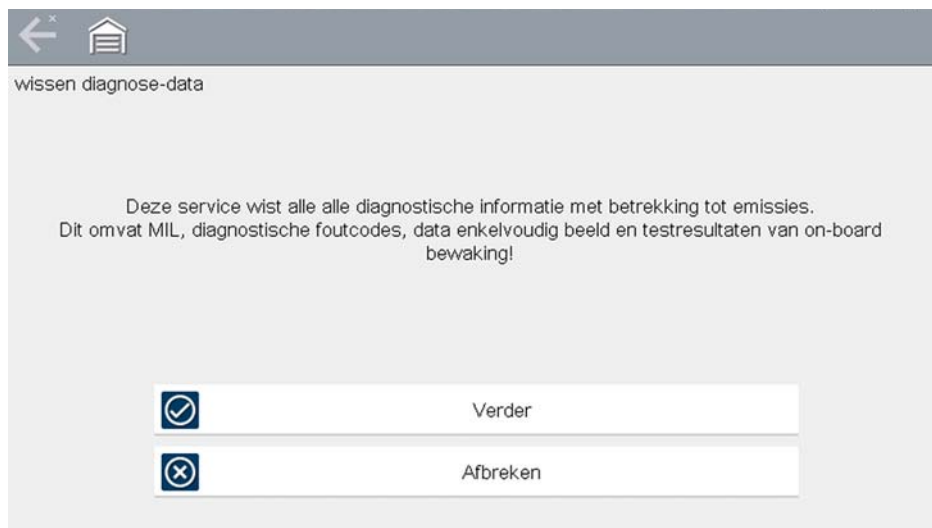 wissen diagnose-data
Deze service wist alle alle diagnostische informatie met betrekking tot emissies.
Dit omvat MIL, diagnostische foutcodes, data enkelvoudig beeld en testresultaten van on-board
bewaking!
Verder
Afbreken